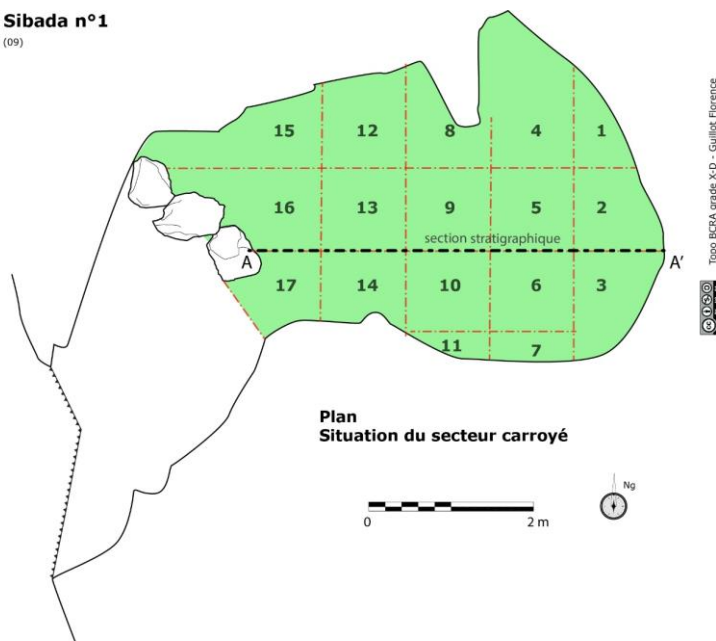 Sibada n°1
(09)
15
12
8
4
1
16
13
9
5
2
section stratigraphique
A
A'
17
14
10
6
3
11
7
Plan
Situation du secteur carroyé
0
2 m
Ng
Topo BCRA grade X-D - Guillot Florence
cc